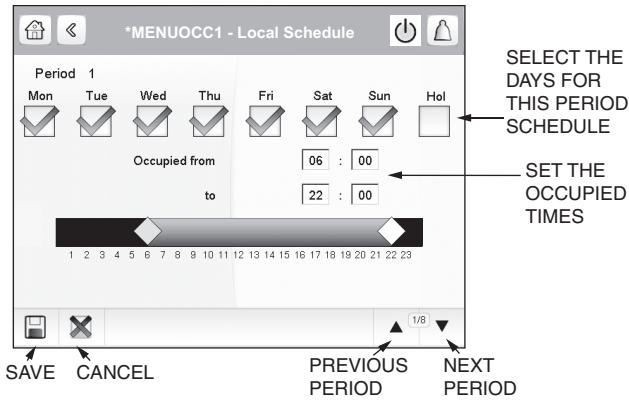 *MENUOCC1 - Local Schedule
Period 1
Mon Tue Wed Thu Fri Sat Sun Hol
SELECT THE
DAYS FOR
THIS PERIOD
SCHEDULE
Occupied from 06 : 00
to 22 : 00
SET THE
OCCUPIED
TIMES
1 2 3 4 5 6 7 8 9 10 11 12 13 14 15 16 17 18 19 20 21 22 23
1/8
SAVE
CANCEL
PREVIOUS
PERIOD
NEXT
PERIOD